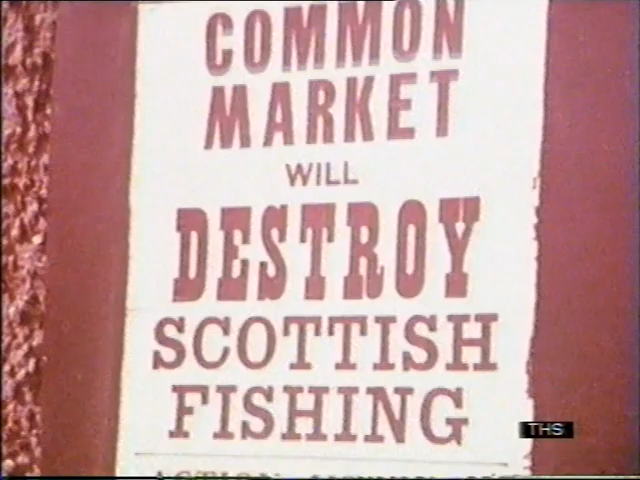 COMMON
MARKET
WILL
DESTROY
SCOTTISH
FISHING
THS